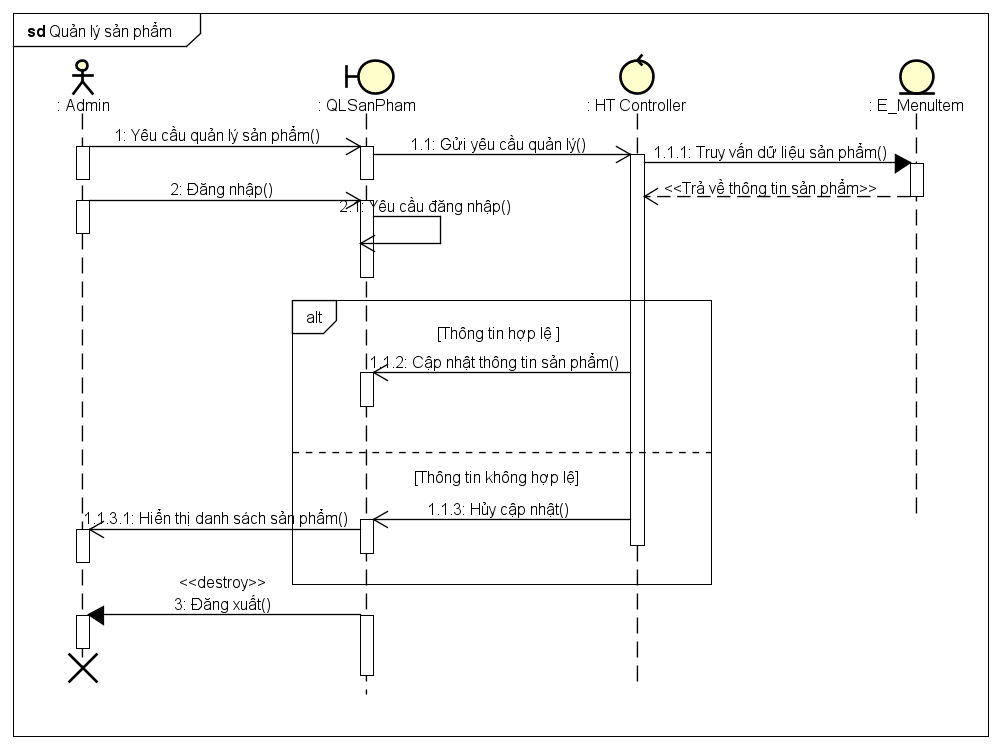 sd Quản lý sản phẩm
: Admin
: QLSanPham
: HT Controller
: E_MenuItem
1: Yêu cầu quản lý sản phẩm()
1.1: Gửi yêu cầu quản lý()
1.1.1: Truy vấn dữ liệu sản phẩm()
<<Trả về thông tin sản phẩm>>
2: Đăng nhập()
2.1: Yêu cầu đăng nhập()
alt
[Thông tin hợp lệ ]
1.1.2: Cập nhật thông tin sản phẩm()
[Thông tin không hợp lệ]
1.1.3: Hủy cập nhật()
1.1.3.1: Hiển thị danh sách sản phẩm()
<<destroy>>
3: Đăng xuất()